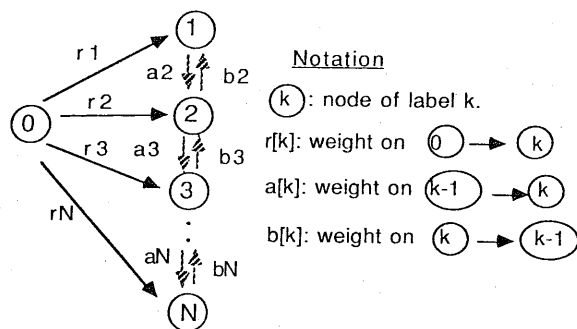 1
r1
a2 b2
0
r2
2
r3
a3
b3
3
rN
aN
bN
N
Notation
k : node of label k.
r[k]: weight on 0 k
a[k]: weight on k-1 k
b[k]: weight on k k-1